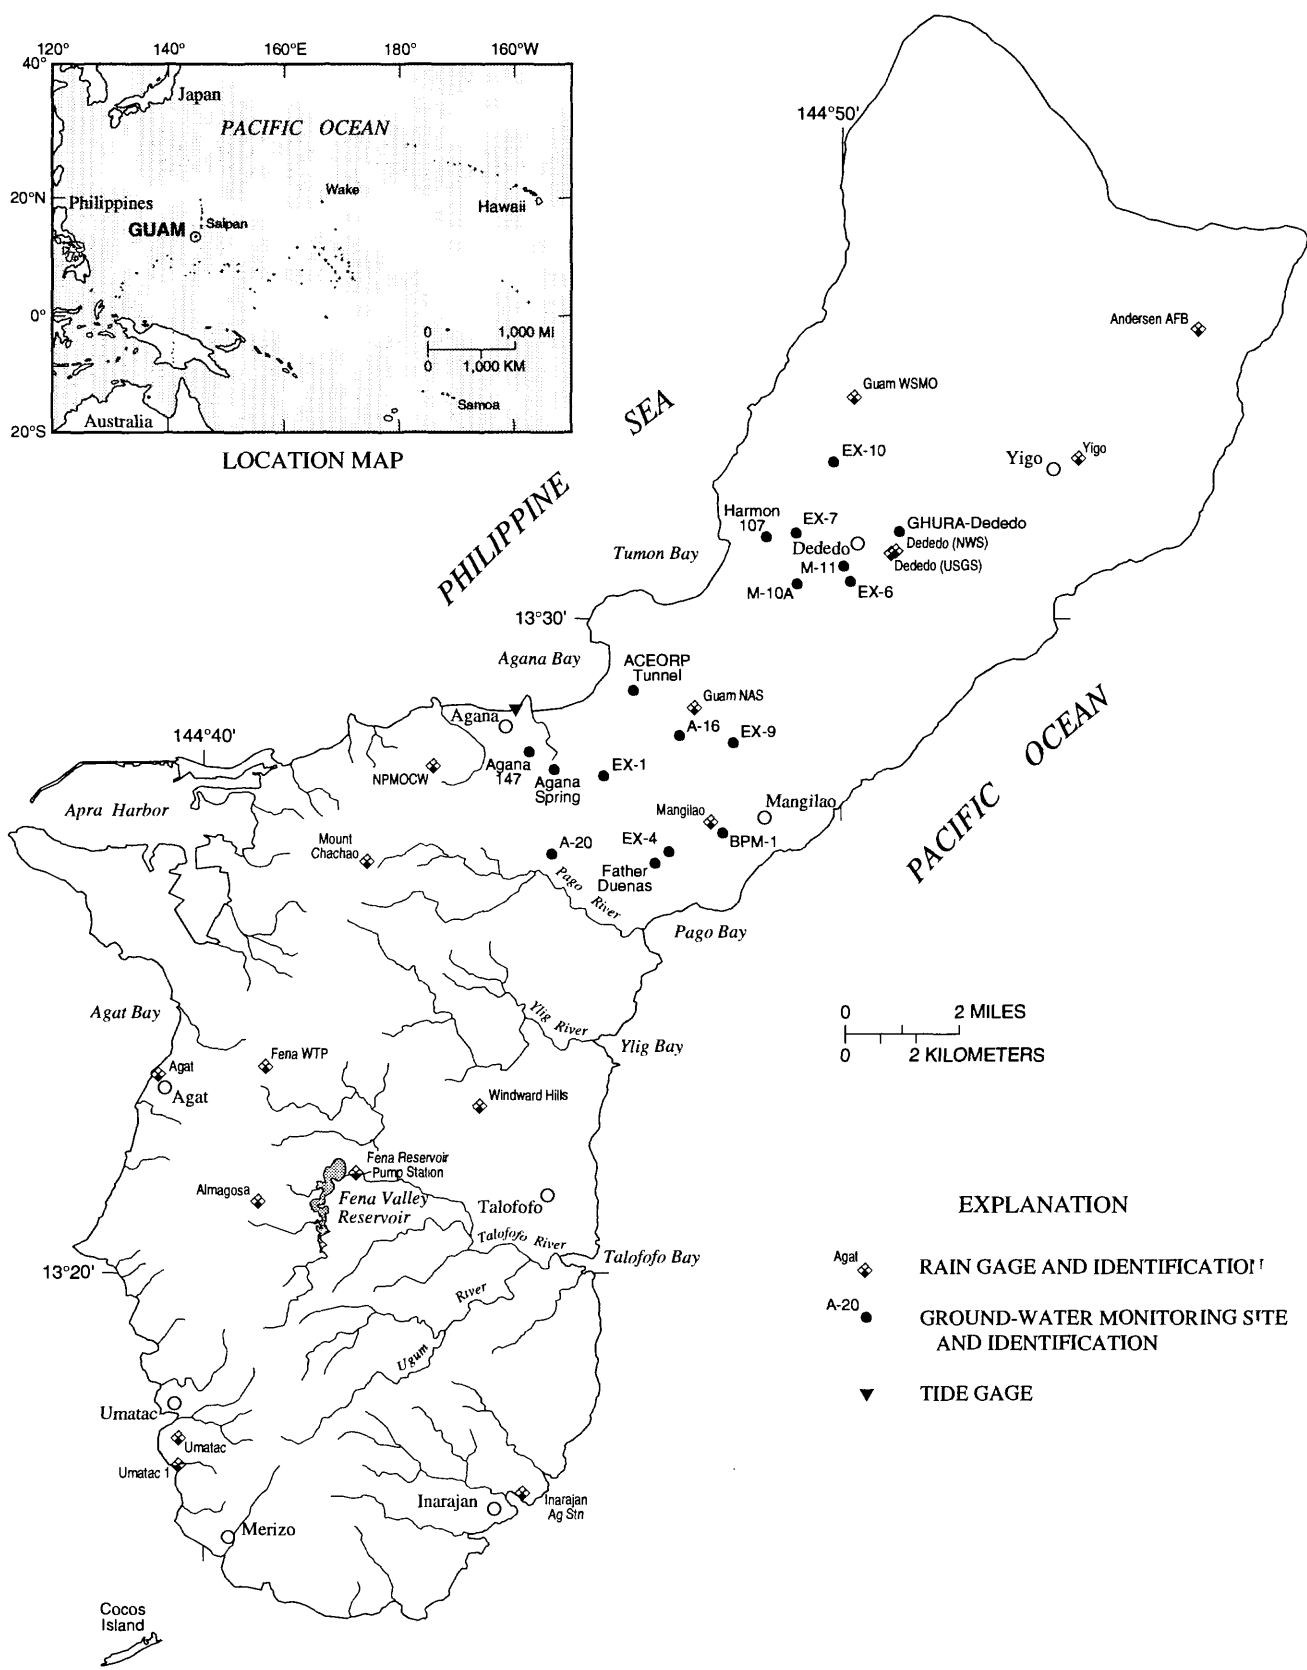 120°
140°
160°E
180°
160°W
40°
Japan
PACIFIC OCEAN
20°N
Philippines
Wake
Hawaii
GUAM
Saipan
0°
0 1,000 MI
0 1,000 KM
Samoa
Australia
20°S
LOCATION MAP
144°50'
Andersen AFB
Guam WSMO
PHILIPPINE SEA
EX-10
Yigo
Yigo
Harmon
107
EX-7
GHURA-Dededo
Dededo
Dededo (NWS)
Dededo (USGS)
M-11
M-10A
EX-6
Tumon Bay
13°30'
Agana Bay
ACEORP
Tunnel
Guam NAS
Agana
A-16
EX-9
PACIFIC OCEAN
144°40'
NPMOCW
Agana
147
Agana
Spring
EX-1
Apra Harbor
Mangilao
Mangilao
BPM-1
Mount
Chachao
A-20
EX-4
Father
Duenas
Pago River
Pago Bay
Agat Bay
Ylig River
Ylig Bay
0 2 MILES
0 2 KILOMETERS
Agat
Agat
Fena WTP
Windward Hills
Fena Reservoir
Pump Station
Almagosa
Fena Valley
Reservoir
Talofofo
Talofofo River
Talofofo Bay
13°20'
Ugum River
EXPLANATION
Agat
RAIN GAGE AND IDENTIFICATION
A-20
GROUND-WATER MONITORING SITE
AND IDENTIFICATION
TIDE GAGE
Umatac
Umatac
Umatac 1
Inarajan
Inarajan
Ag Stn
Merizo
Cocos
Island